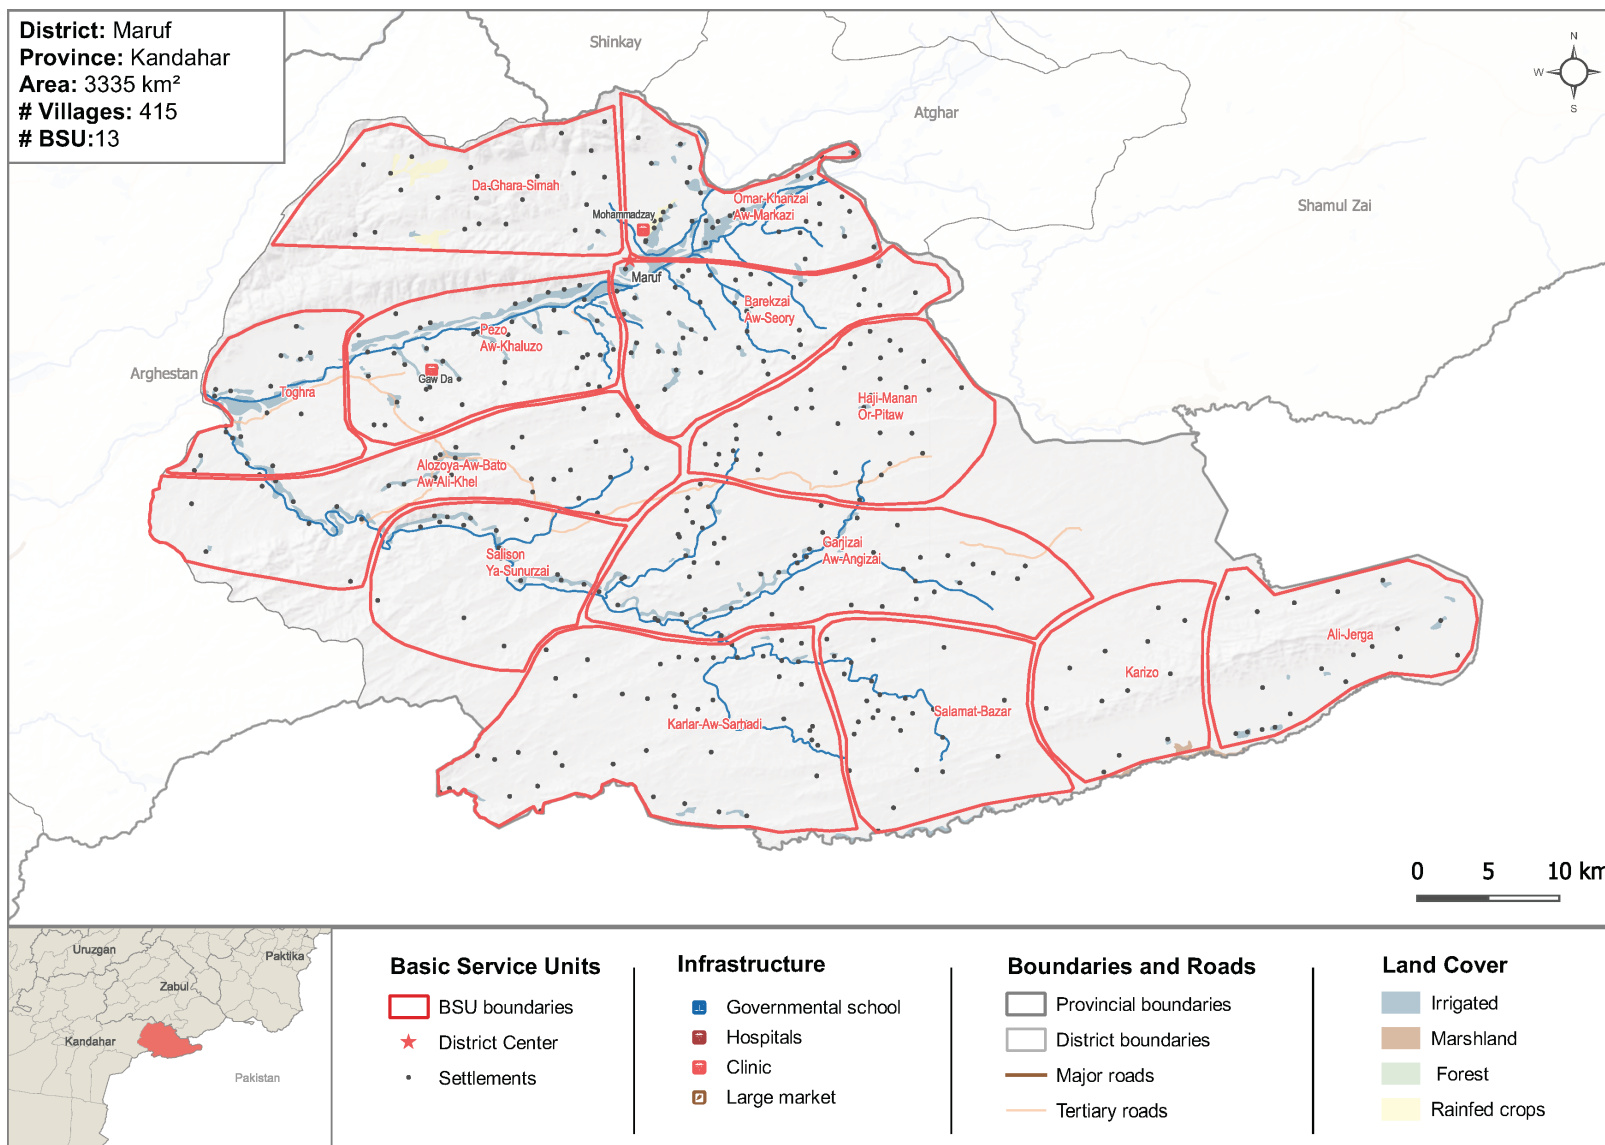 District: Maruf
Province: Kandahar
Area: 3335 km²
# Villages: 415
# BSU:13
Shinkay
Atghar
Shamul Zai
Arghestan
N
W
S
Da-Ghara-Simah
Mohammadzay
Omar-Khanzai
Aw-Markazi
Maruf
Barekzai
Aw-Seory
Pezo
Aw-Khaluzo
Gaw Da
Toghra
Haji-Manan
Or-Pitaw
Alozoya-Aw-Bato
Aw-Ali-Khel
Salison
Ya-Sunurzai
Ganjizai
Aw-Angizai
Ali-Jerga
Karizo
Salamat-Bazar
Karlar-Aw-Sarhadi
0 5 10 km
Uruzgan
Paktika
Zabul
Kandahar
Pakistan
Basic Service Units
BSU boundaries
District Center
Settlements
Infrastructure
Governmental school
Hospitals
Clinic
Large market
Boundaries and Roads
Provincial boundaries
District boundaries
Major roads
Tertiary roads
Land Cover
Irrigated
Marshland
Forest
Rainfed crops